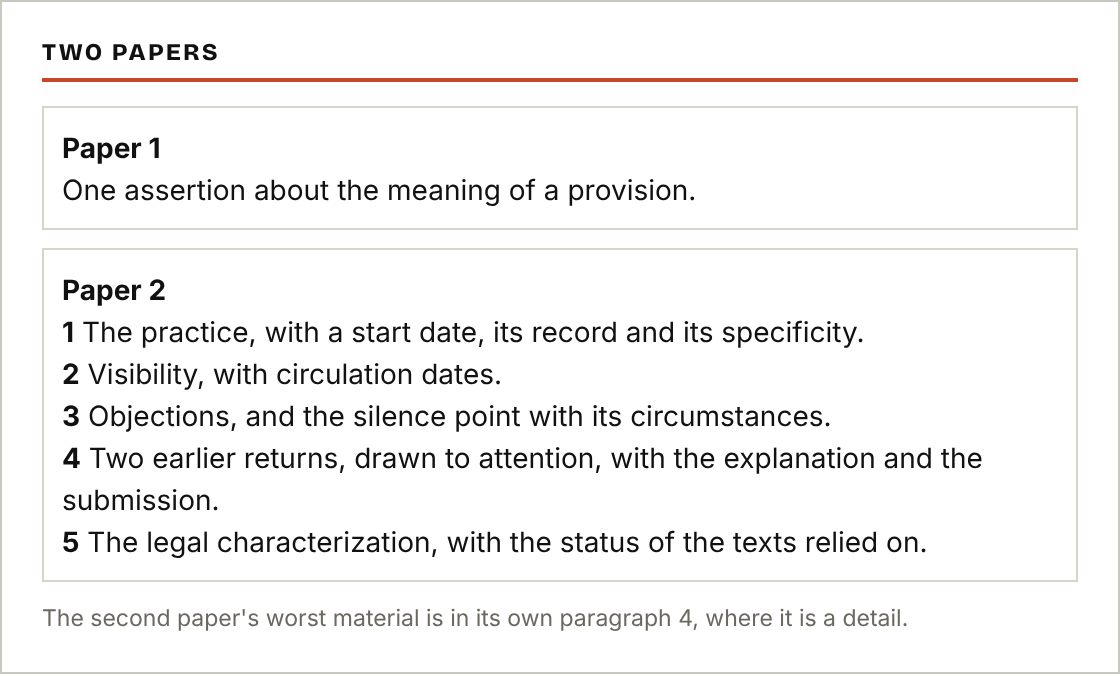 TWO PAPERS
Paper 1
One assertion about the meaning of a provision.
Paper 2
1 The practice, with a start date, its record and its specificity.
2 Visibility, with circulation dates.
3 Objections, and the silence point with its circumstances.
4 Two earlier returns, drawn to attention, with the explanation and the
submission.
5 The legal characterization, with the status of the texts relied on.
The second paper's worst material is in its own paragraph 4, where it is a detail.